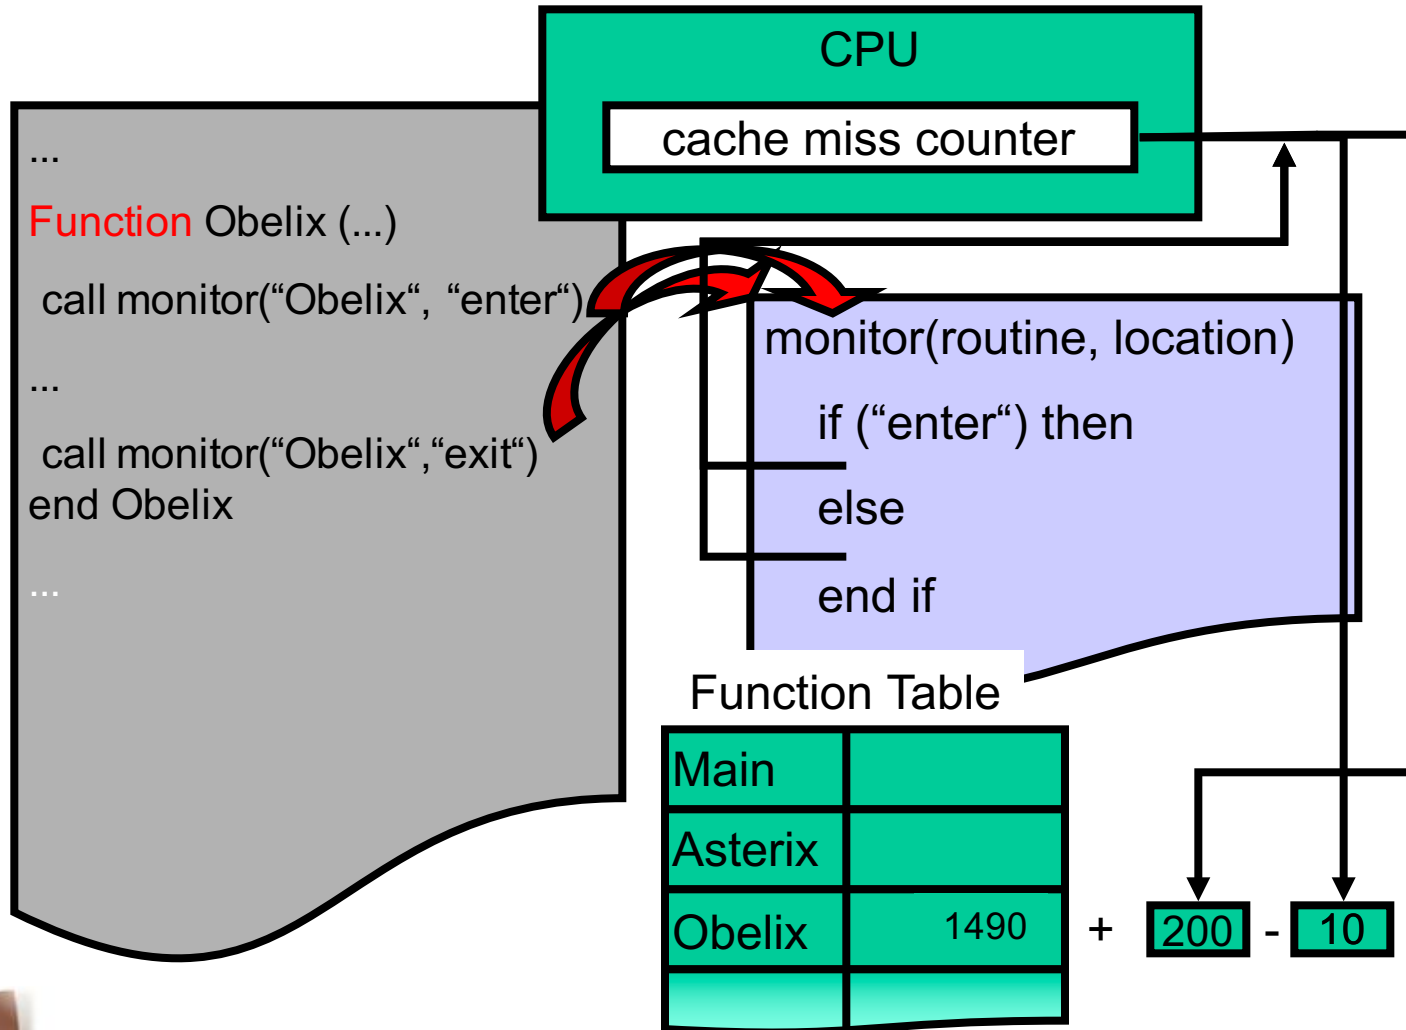 CPU
cache miss counter
...
Function Obelix (...)
call monitor(“Obelix“, “enter“)
...
call monitor(“Obelix“,“exit“)
end Obelix
...
monitor(routine, location)
if (“enter“) then
else
end if
Function Table
Main
Asterix
Obelix 1490 + 200 - 10